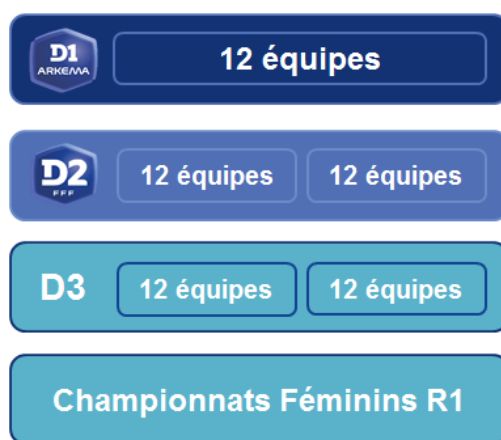 D1
ARKEMA
12 équipes
D2
FFF
12 équipes
12 équipes
D3
12 équipes
12 équipes
Championnats Féminins R1